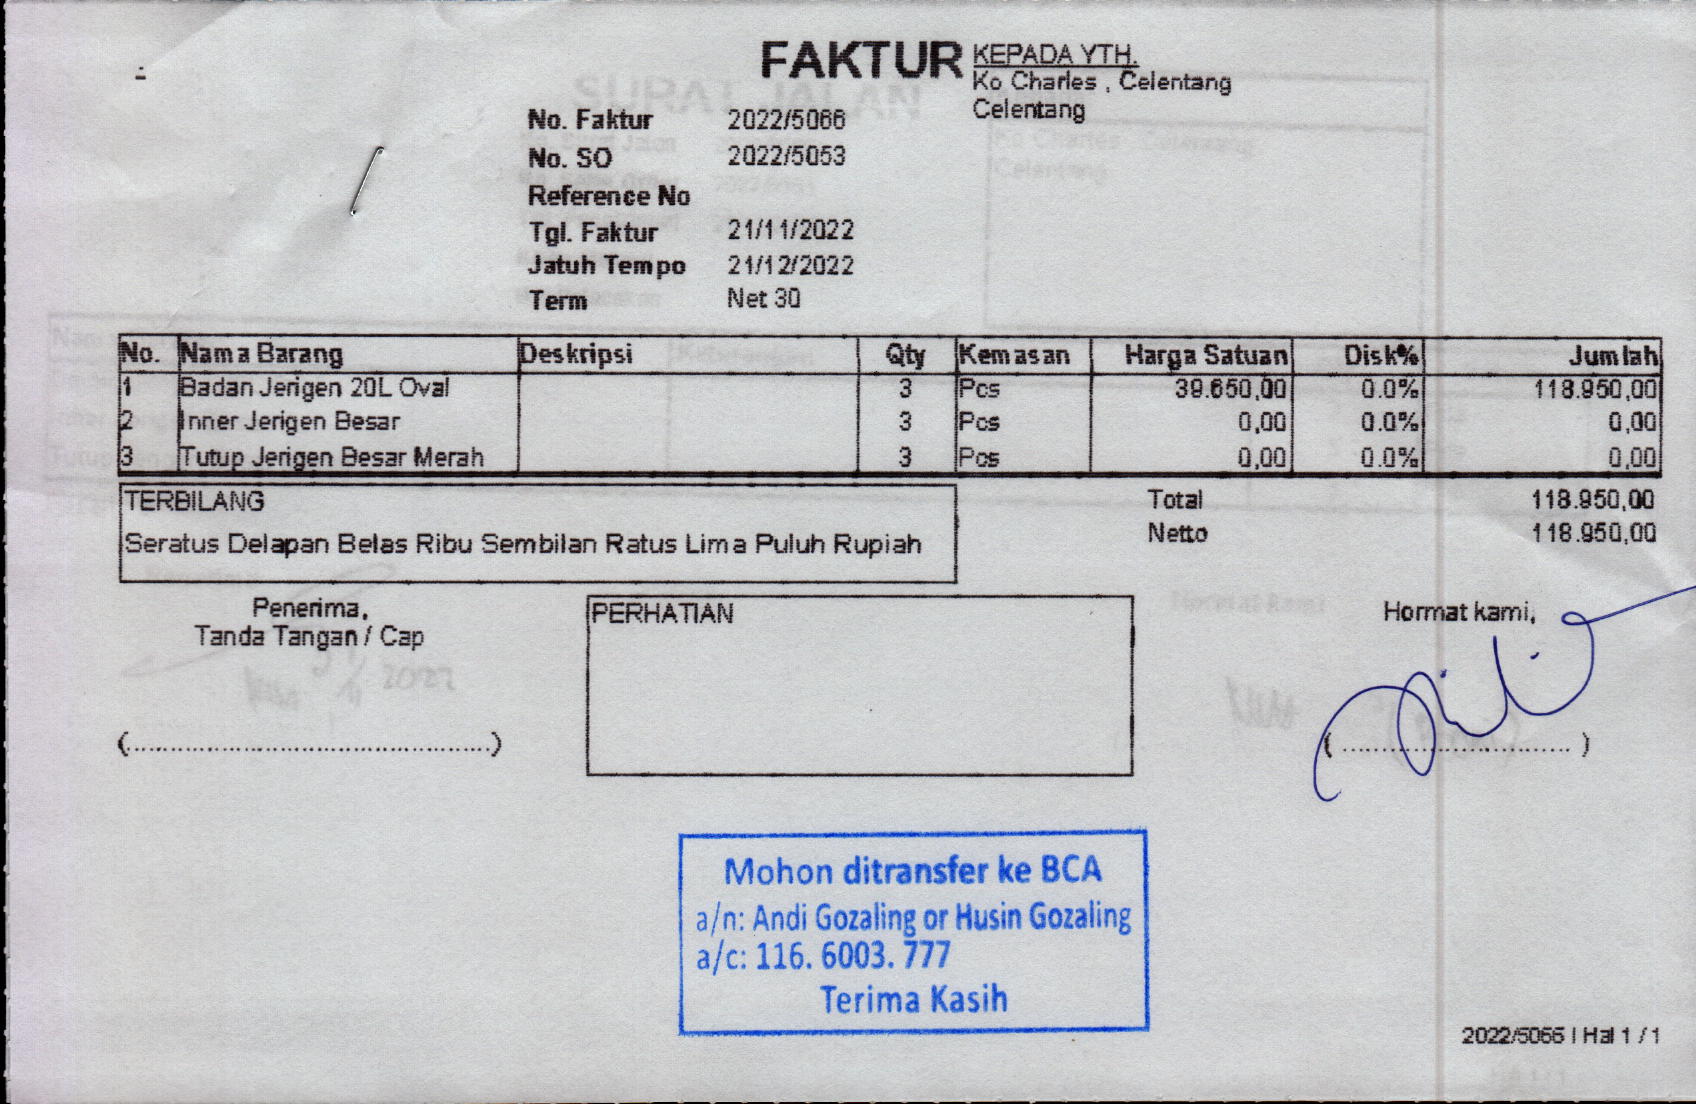 FAKTUR
KEPADA YTH.
Ko Charles , Celentang
Celentang
No. Faktur 2022/5066
No. SO 2022/5053
Reference No
Tgl. Faktur 21/11/2022
Jatuh Tempo 21/12/2022
Term Net 30
No. Nama Barang Deskripsi Qty Kemasan Harga Satuan Disk% Jumlah
1 Badan Jerigen 20L Oval 3 Pcs 39.650,00 0.0% 118.950,00
2 Inner Jerigen Besar 3 Pcs 0,00 0.0% 0,00
3 Tutup Jerigen Besar Merah 3 Pcs 0,00 0.0% 0,00
TERBILANG
Seratus Delapan Belas Ribu Sembilan Ratus Lima Puluh Rupiah
Total 118.950,00
Netto 118.950,00
Penerima,
Tanda Tangan / Cap
(..........................................)
PERHATIAN
Hormat kami,
( .......................... )
Mohon ditransfer ke BCA
a/n: Andi Gozaling or Husin Gozaling
a/c: 116. 6003. 777
Terima Kasih
2022/5066 | Hal 1 / 1